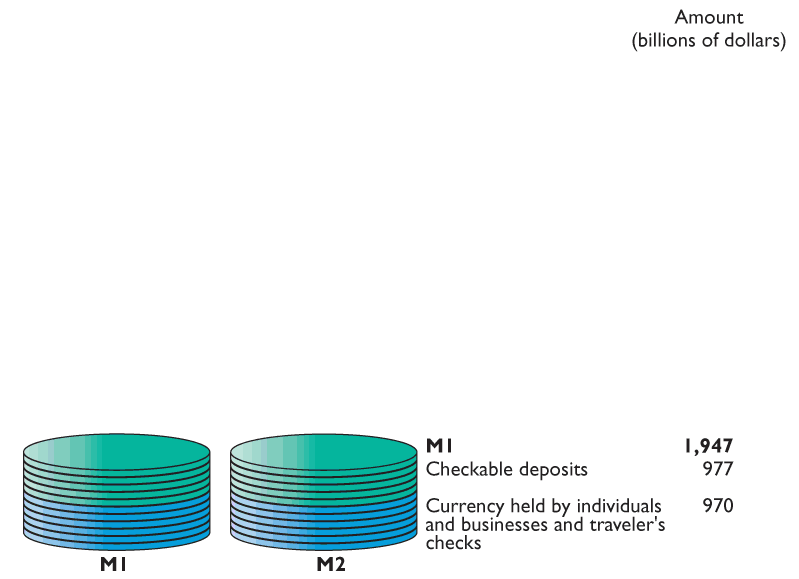 Amount
(billions of dollars)
M1 1,947
Checkable deposits 977
Currency held by individuals 970
and businesses and traveler's
checks
M1 M2